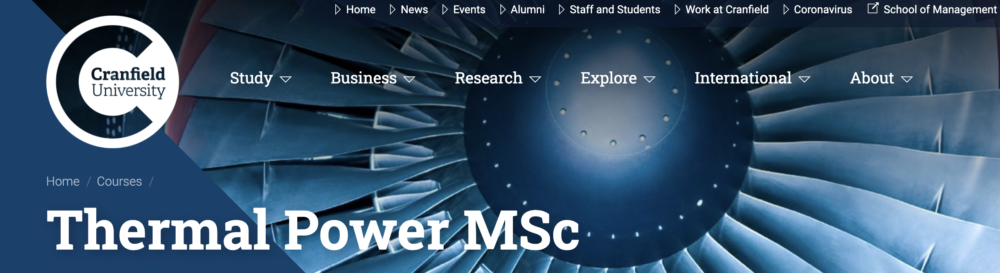 Home News Events Alumni Staff and Students Work at Cranfield Coronavirus School of Management
Cranfield
University
Study Business Research Explore International About
Home / Courses /
Thermal Power MSc